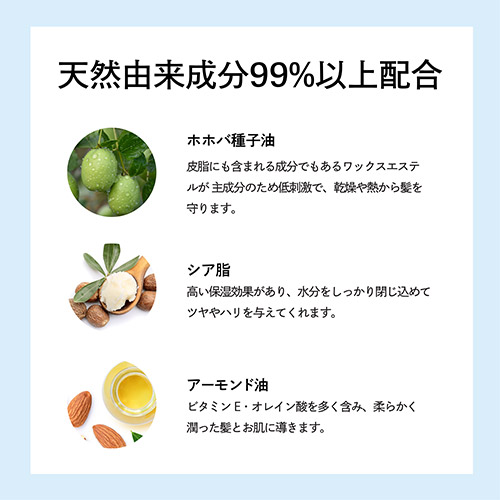 天然由来成分99%以上配合
ホホバ種子油
皮脂にも含まれる成分でもあるワックスエステ
ルが主成分のため低刺激で、乾燥や熱から髪を
守ります。
シア脂
高い保湿効果があり、水分をしっかり閉じ込めて
ツヤやハリを与えてくれます。
アーモンド油
ビタミンE・オレイン酸を多く含み、柔らかく
潤った髪とお肌に導きます。